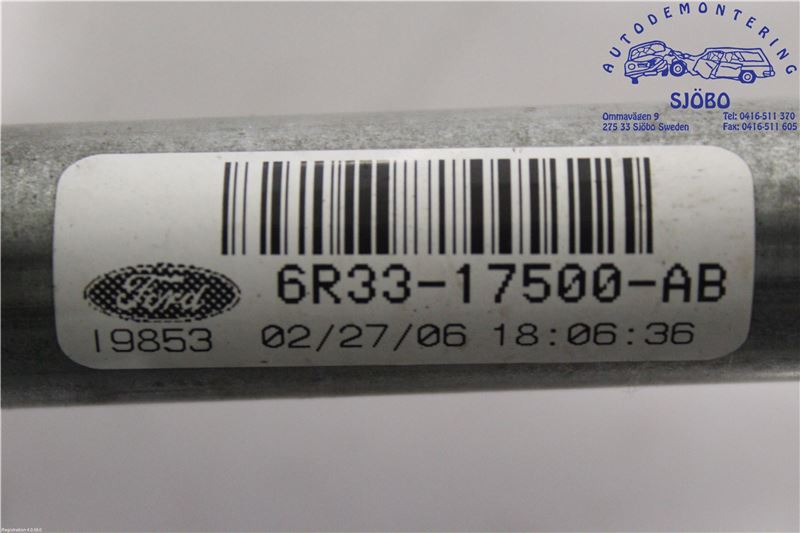 AUTODEMONTERING
SJÖBO
Ommavägen 9 Tel: 0416-511 370
275 33 Sjöbo Sweden Fax: 0416-511 605
6R33-17500-AB
Ford
19853 02/27/06 18:06:36